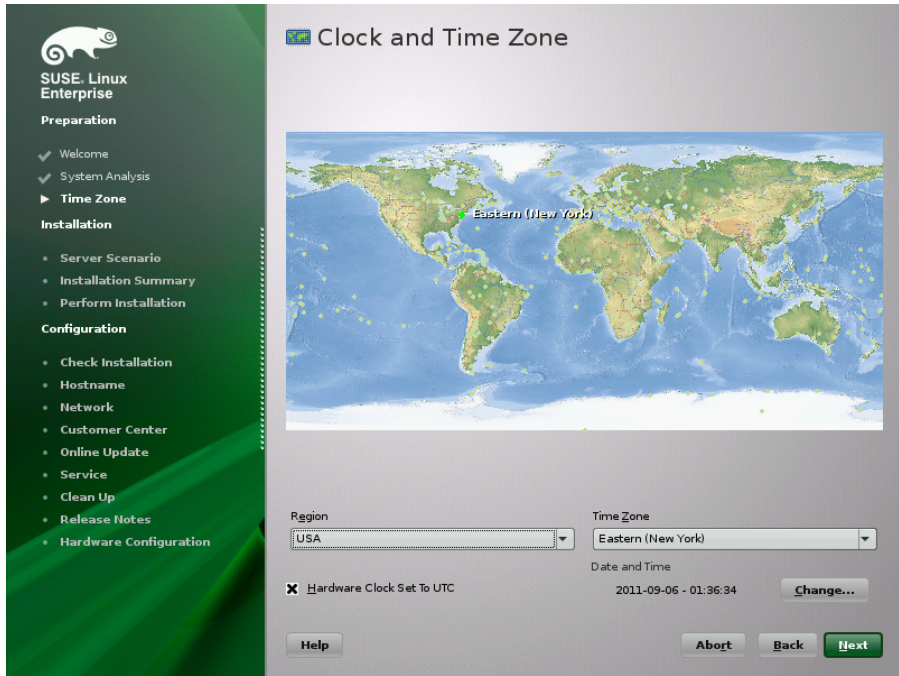 SUSE. Linux
Enterprise
Preparation
Welcome
System Analysis
Time Zone
Installation
Server Scenario
Installation Summary
Perform Installation
Configuration
Check Installation
Hostname
Network
Customer Center
Online Update
Service
Clean Up
Release Notes
Hardware Configuration
Clock and Time Zone
Eastern (New York)
Region
USA
Time Zone
Eastern (New York)
Hardware Clock Set To UTC
Date and Time
2011-09-06 - 01:36:34
Change...
Help
Abort
Back
Next